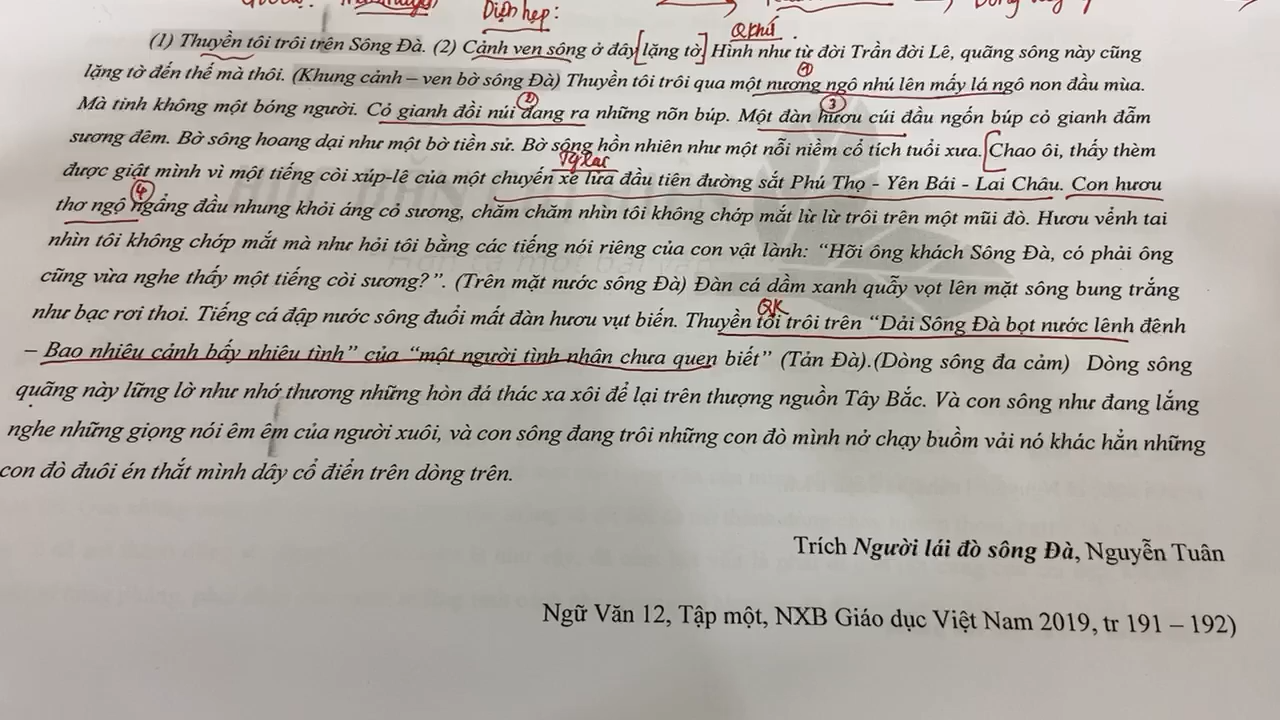 Diện hẹp:
Qkhứ.
(1) Thuyền tôi trôi trên Sông Đà. (2) Cảnh ven sông ở đây [lặng tờ] Hình như từ đời Trần đời Lê, quãng sông này cũng
lặng tờ đến thế mà thôi. (Khung cảnh – ven bờ sông Đà) Thuyền tôi trôi qua một nương ngô nhú lên mấy lá ngô non đầu mùa.
①
Mà tinh không một bóng người. Cỏ gianh đồi núi đang ra những nõn búp. Một đàn hươu cúi đầu ngốn búp cỏ gianh đẫm
② ③
sương đêm. Bờ sông hoang dại như một bờ tiền sử. Bờ sông hồn nhiên như một nỗi niềm cổ tích tuổi xưa. [Chao ôi, thấy thèm
Tg lai
được giật mình vì một tiếng còi xúp-lê của một chuyến xe lửa đầu tiên đường sắt Phú Thọ - Yên Bái - Lai Châu. Con hươu
④
thơ ngộ ngẩng đầu nhung khỏi áng cỏ sương, chăm chăm nhìn tôi không chớp mắt lừ lừ trôi trên một mũi đò. Hươu vểnh tai
nhìn tôi không chớp mắt mà như hỏi tôi bằng các tiếng nói riêng của con vật lành: “Hỡi ông khách Sông Đà, có phải ông
cũng vừa nghe thấy một tiếng còi sương?”. (Trên mặt nước sông Đà) Đàn cá dầm xanh quẫy vọt lên mặt sông bung trắng
QK
như bạc rơi thoi. Tiếng cá đập nước sông đuổi mất đàn hươu vụt biến. Thuyền tôi trôi trên “Dải Sông Đà bọt nước lênh đênh
– Bao nhiêu cảnh bấy nhiêu tình” của “một người tình nhân chưa quen biết” (Tản Đà).(Dòng sông đa cảm) Dòng sông
quãng này lững lờ như nhớ thương những hòn đá thác xa xôi để lại trên thượng nguồn Tây Bắc. Và con sông như đang lắng
nghe những giọng nói êm êm của người xuôi, và con sông đang trôi những con đò mình nở chạy buồm vải nó khác hẳn những
con đò đuôi én thắt mình dây cổ điển trên dòng trên.
Trích Người lái đò sông Đà, Nguyễn Tuân
Ngữ Văn 12, Tập một, NXB Giáo dục Việt Nam 2019, tr 191 – 192)